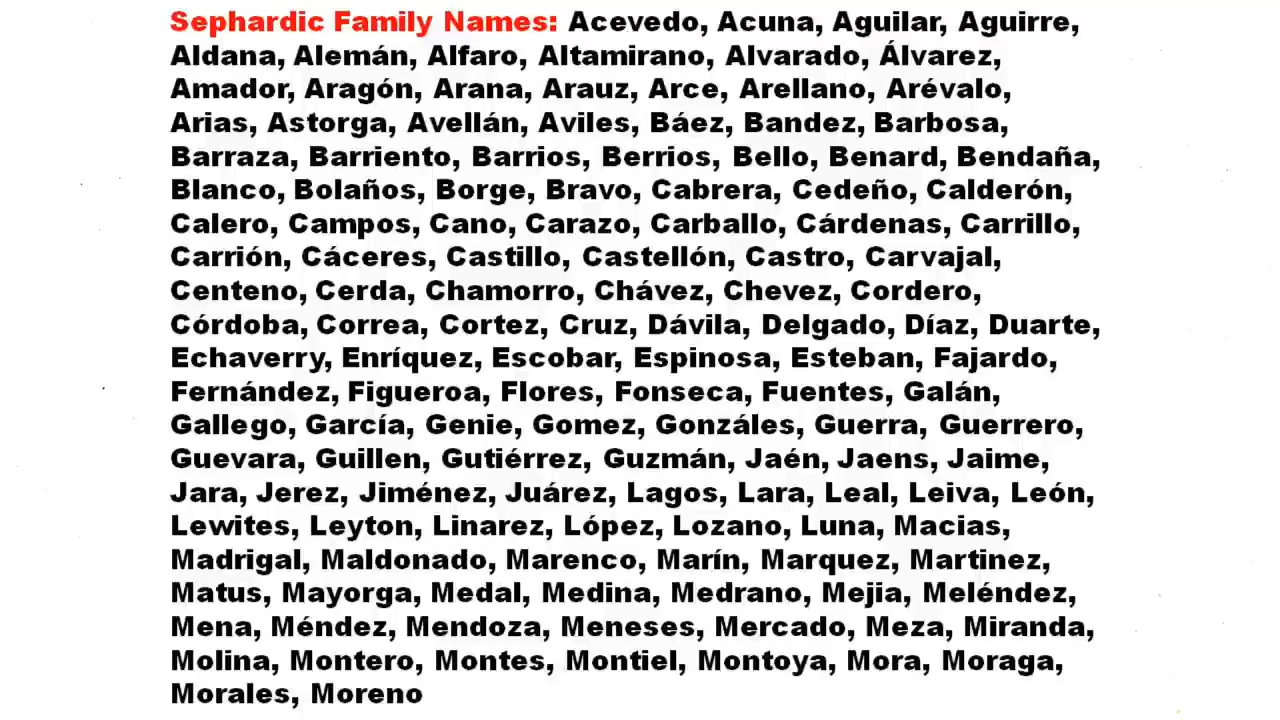 Sephardic Family Names: Acevedo, Acuna, Aguilar, Aguirre,
Aldana, Alemán, Alfaro, Altamirano, Alvarado, Álvarez,
Amador, Aragón, Arana, Arauz, Arce, Arellano, Arévalo,
Arias, Astorga, Avellán, Aviles, Báez, Bandez, Barbosa,
Barraza, Barriento, Barrios, Berrios, Bello, Benard, Bendaña,
Blanco, Bolaños, Borge, Bravo, Cabrera, Cedeño, Calderón,
Calero, Campos, Cano, Carazo, Carballo, Cárdenas, Carrillo,
Carrión, Cáceres, Castillo, Castellón, Castro, Carvajal,
Centeno, Cerda, Chamorro, Chávez, Chevez, Cordero,
Córdoba, Correa, Cortez, Cruz, Dávila, Delgado, Díaz, Duarte,
Echaverry, Enríquez, Escobar, Espinosa, Esteban, Fajardo,
Fernández, Figueroa, Flores, Fonseca, Fuentes, Galán,
Gallego, García, Genie, Gomez, Gonzáles, Guerra, Guerrero,
Guevara, Guillen, Gutiérrez, Guzmán, Jaén, Jaens, Jaime,
Jara, Jerez, Jiménez, Juárez, Lagos, Lara, Leal, Leiva, León,
Lewites, Leyton, Linarez, López, Lozano, Luna, Macias,
Madrigal, Maldonado, Marenco, Marín, Marquez, Martinez,
Matus, Mayorga, Medal, Medina, Medrano, Mejia, Meléndez,
Mena, Méndez, Mendoza, Meneses, Mercado, Meza, Miranda,
Molina, Montero, Montes, Montiel, Montoya, Mora, Moraga,
Morales, Moreno